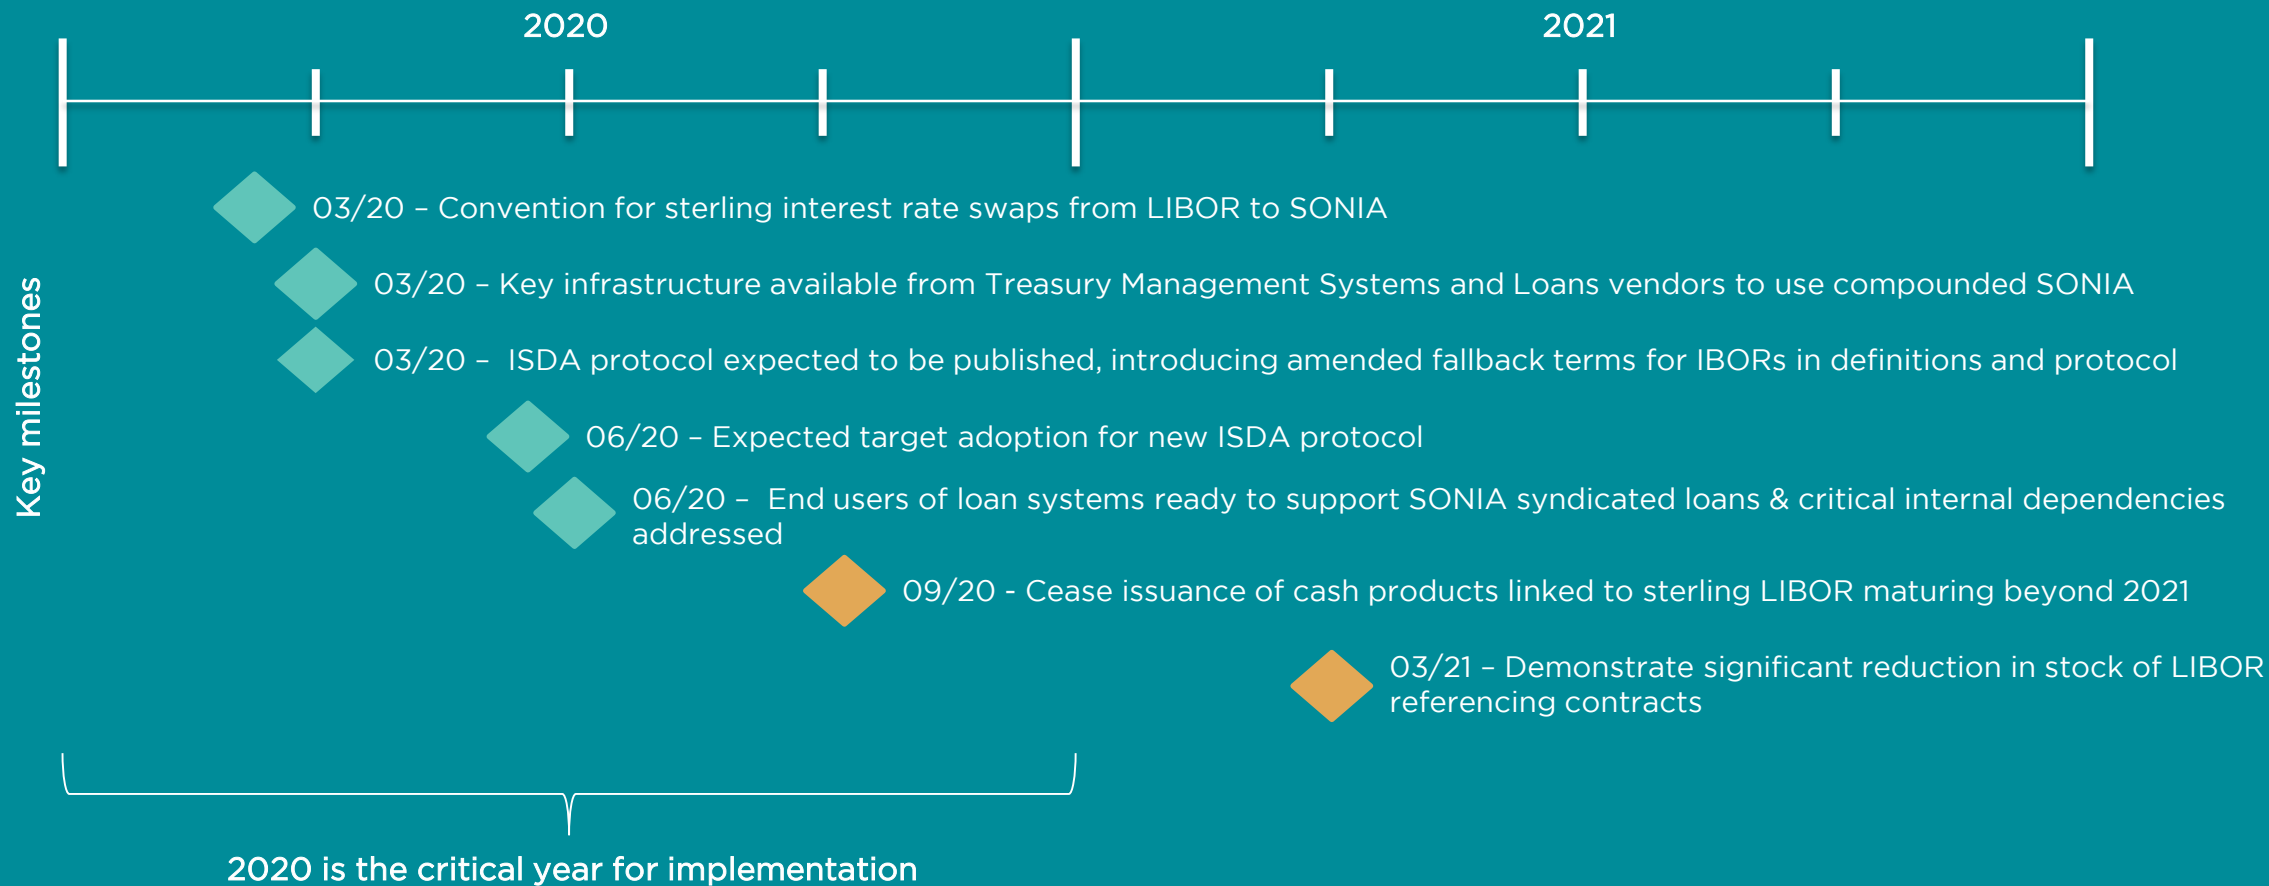 2020
2021
Key milestones
03/20 – Convention for sterling interest rate swaps from LIBOR to SONIA
03/20 – Key infrastructure available from Treasury Management Systems and Loans vendors to use compounded SONIA
03/20 – ISDA protocol expected to be published, introducing amended fallback terms for IBORs in definitions and protocol
06/20 – Expected target adoption for new ISDA protocol
06/20 – End users of loan systems ready to support SONIA syndicated loans & critical internal dependencies
addressed
09/20 - Cease issuance of cash products linked to sterling LIBOR maturing beyond 2021
03/21 – Demonstrate significant reduction in stock of LIBOR
referencing contracts
2020 is the critical year for implementation